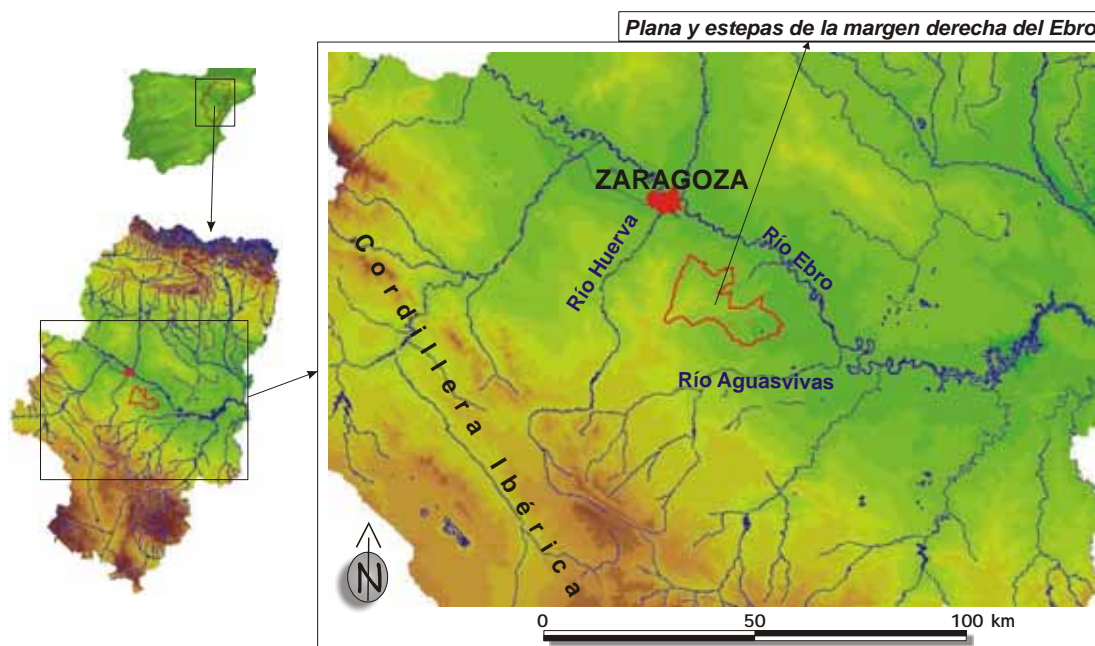 Plana y estepas de la margen derecha del Ebro
ZARAGOZA
Río Huerva
Río Ebro
Cordillera Ibérica
Río Aguasvivas
N
0 50 100 km